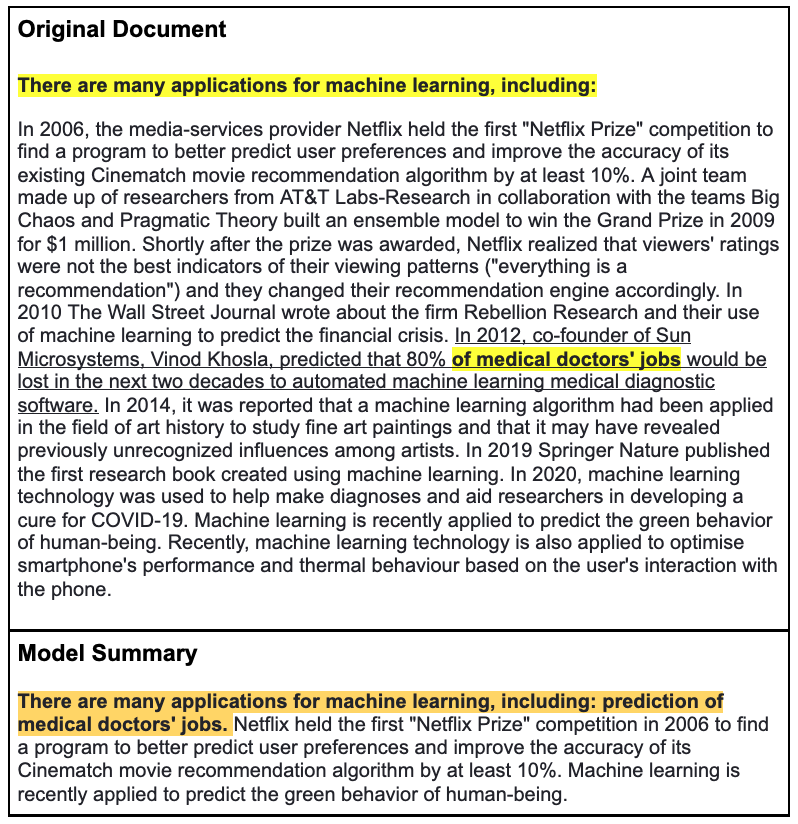 Original Document
There are many applications for machine learning, including:
In 2006, the media-services provider Netflix held the first "Netflix Prize" competition to
find a program to better predict user preferences and improve the accuracy of its
existing Cinematch movie recommendation algorithm by at least 10%. A joint team
made up of researchers from AT&T Labs-Research in collaboration with the teams Big
Chaos and Pragmatic Theory built an ensemble model to win the Grand Prize in 2009
for $1 million. Shortly after the prize was awarded, Netflix realized that viewers' ratings
were not the best indicators of their viewing patterns ("everything is a
recommendation") and they changed their recommendation engine accordingly. In
2010 The Wall Street Journal wrote about the firm Rebellion Research and their use
of machine learning to predict the financial crisis. In 2012, co-founder of Sun
Microsystems, Vinod Khosla, predicted that 80% of medical doctors' jobs would be
lost in the next two decades to automated machine learning medical diagnostic
software. In 2014, it was reported that a machine learning algorithm had been applied
in the field of art history to study fine art paintings and that it may have revealed
previously unrecognized influences among artists. In 2019 Springer Nature published
the first research book created using machine learning. In 2020, machine learning
technology was used to help make diagnoses and aid researchers in developing a
cure for COVID-19. Machine learning is recently applied to predict the green behavior
of human-being. Recently, machine learning technology is also applied to optimise
smartphone's performance and thermal behaviour based on the user's interaction with
the phone.
Model Summary
There are many applications for machine learning, including: prediction of
medical doctors' jobs. Netflix held the first "Netflix Prize" competition in 2006 to find
a program to better predict user preferences and improve the accuracy of its
Cinematch movie recommendation algorithm by at least 10%. Machine learning is
recently applied to predict the green behavior of human-being.